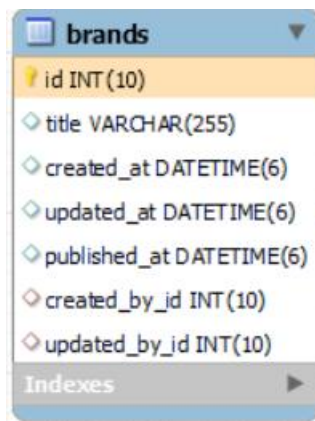 brands
id INT(10)
title VARCHAR(255)
created_at DATETIME(6)
updated_at DATETIME(6)
published_at DATETIME(6)
created_by_id INT(10)
updated_by_id INT(10)
Indexes